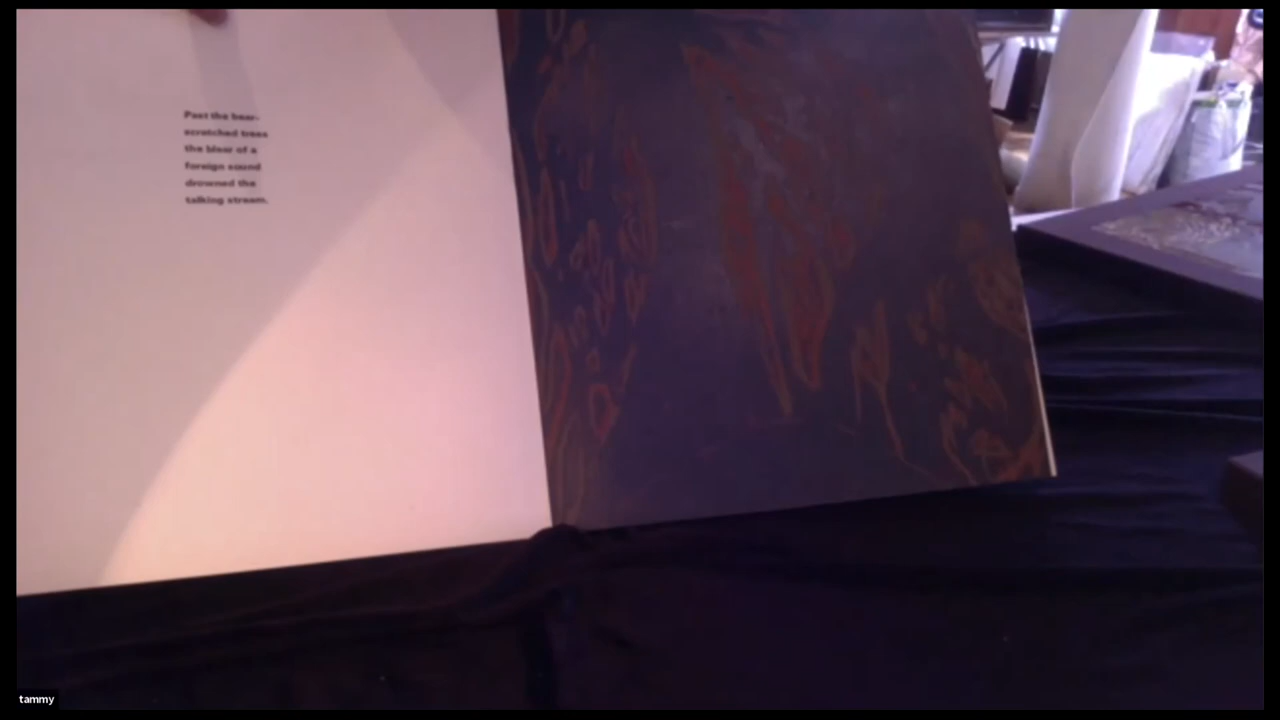 Past the bear-
scratched trees
the blear of a
foreign sound
drowned the
talking stream.
tammy